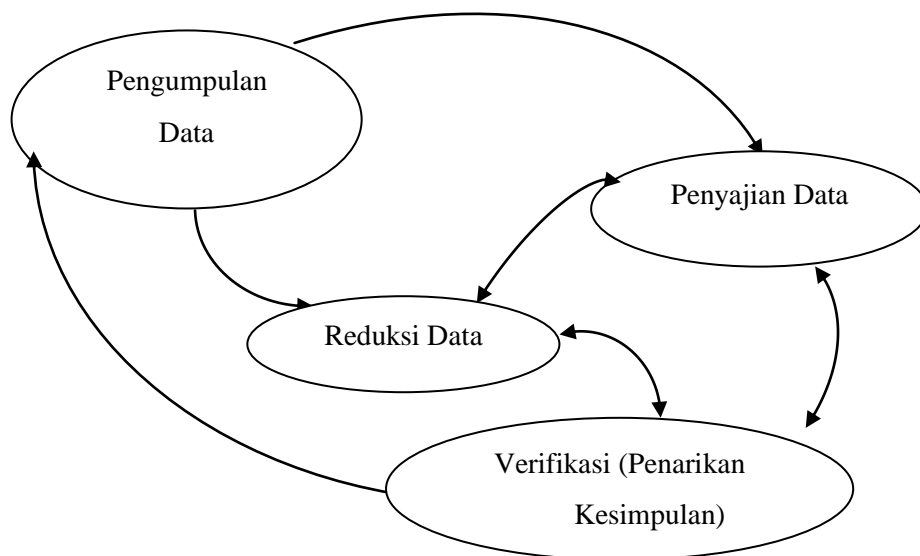 Pengumpulan
Data
Penyajian Data
Reduksi Data
Verifikasi (Penarikan
Kesimpulan)